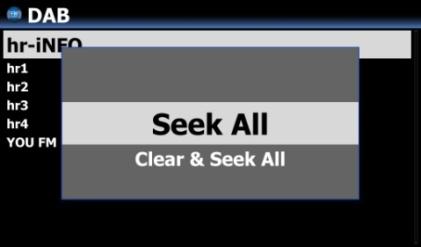 DAB
hr-iNFO
hr1
hr2
hr3
hr4
YOU FM
Seek All
Clear & Seek All